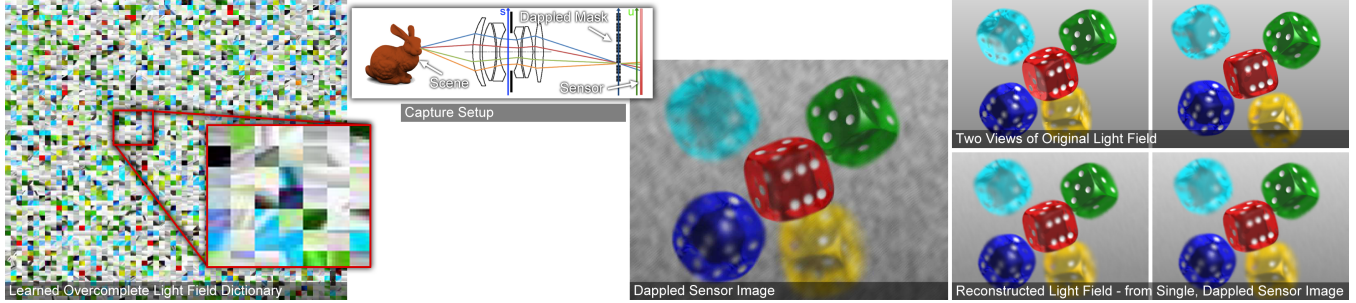 Learned Overcomplete Light Field Dictionary
s
u
Dappled Mask
Scene
Sensor
Capture Setup
Dappled Sensor Image
Two Views of Original Light Field
Reconstructed Light Field - from Single, Dappled Sensor Image